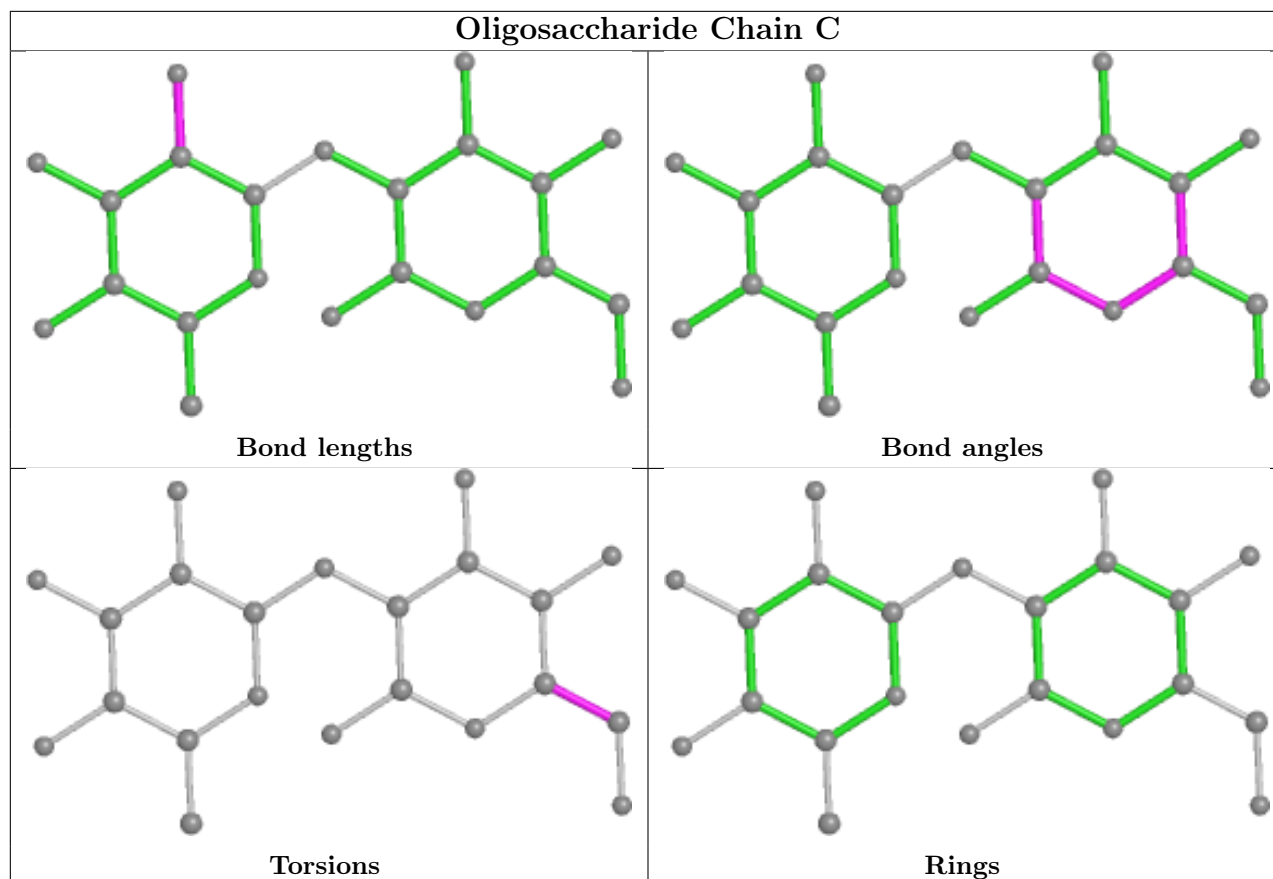 Oligosaccharide Chain C
Bond lengths
Bond angles
Torsions
Rings